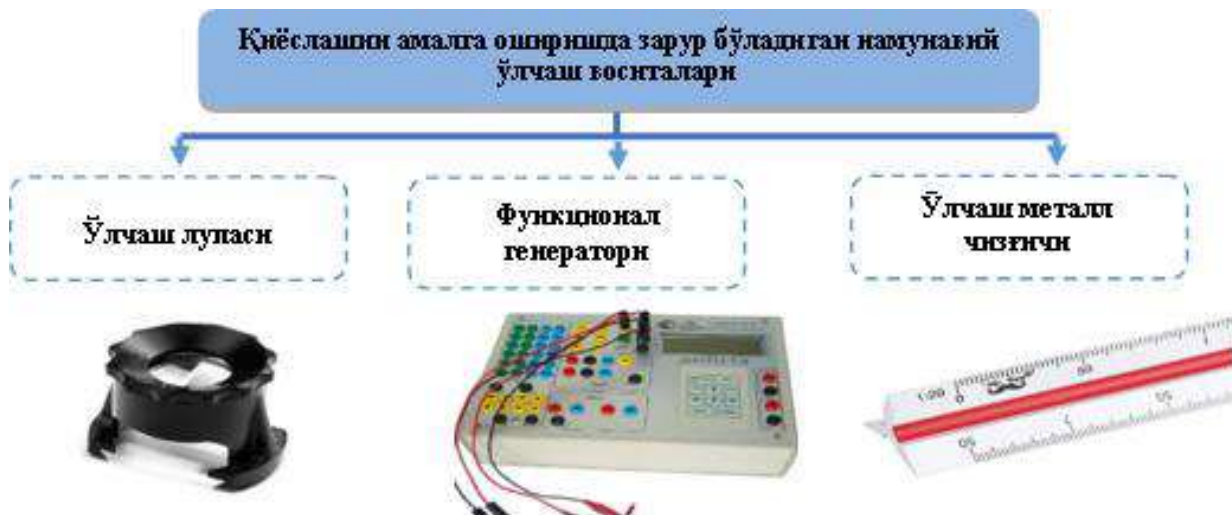 Қиёслашни амалга оширишда зарур бўладиган намунавий
ўлчаш воситалари
Ўлчаш лупаси
Функционал
генератори
Ўлчаш металл
чизғичи